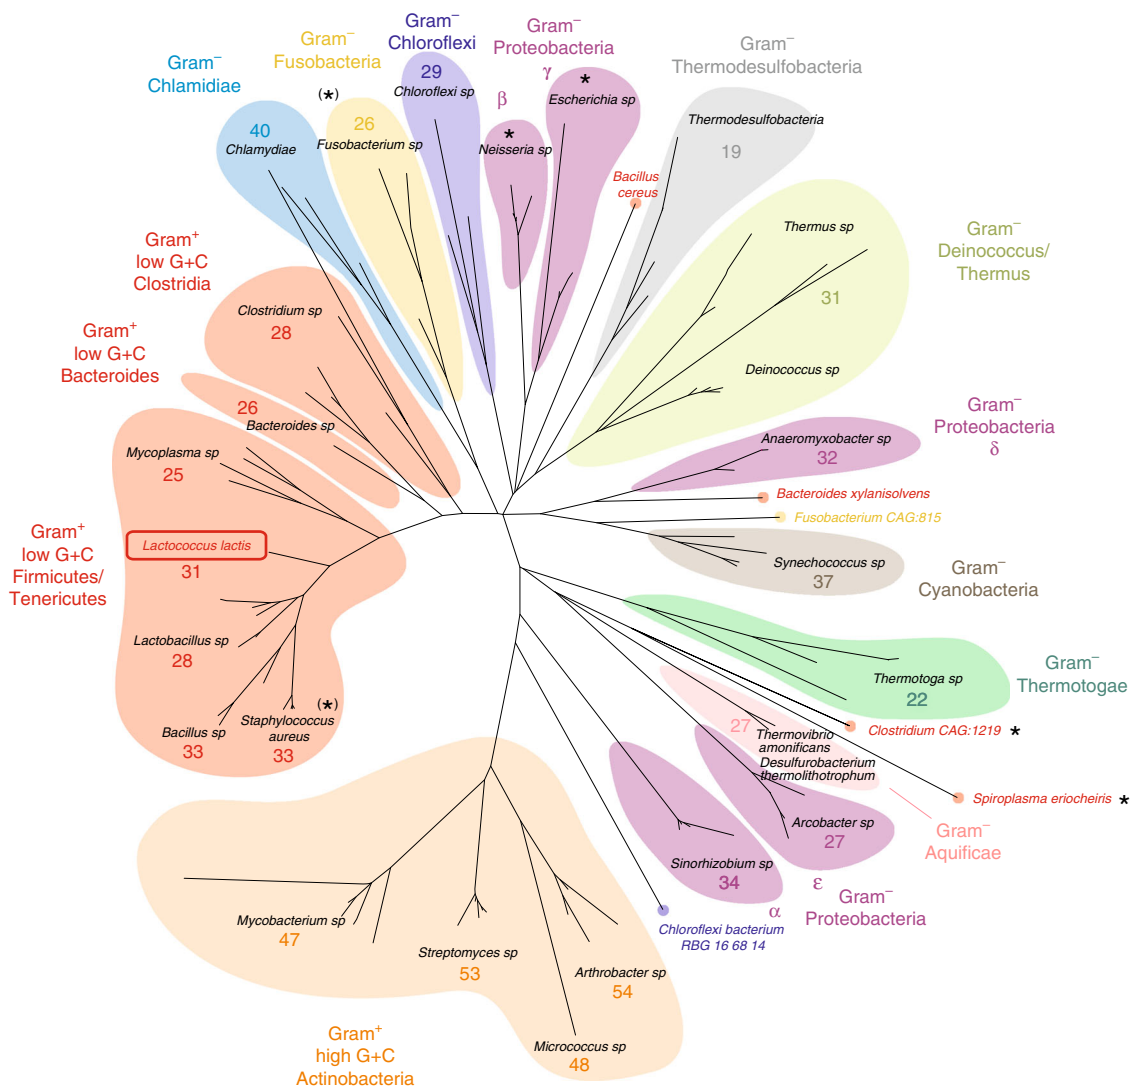 Gram⁻
Chlamidiae
Gram⁻
Fusobacteria
Gram⁻
Chloroflexi
Gram⁻
Proteobacteria
γ
β
Gram⁻
Thermodesulfobacteria
(*)
40
Chlamydiae
26
Fusobacterium sp
29
Chloroflexi sp
*
Neisseria sp
*
Escherichia sp
Bacillus
cereus
Thermodesulfobacteria
19
Thermus sp
31
Deinococcus sp
Gram⁻
Deinococcus/
Thermus
Gram⁺
low G+C
Clostridia
Clostridium sp
28
Gram⁺
low G+C
Bacteroides
26
Bacteroides sp
Mycoplasma sp
25
Gram⁺
low G+C
Firmicutes/
Tenericutes
Lactococcus lactis
31
Lactobacillus sp
28
Bacillus sp
33
(*)
Staphylococcus
aureus
33
Anaeromyxobacter sp
32
Gram⁻
Proteobacteria
δ
Bacteroides xylanisolvens
Fusobacterium CAG:815
Synechococcus sp
37
Gram⁻
Cyanobacteria
Thermotoga sp
22
Gram⁻
Thermotogae
Clostridium CAG:1219 *
Spiroplasma eriocheiris *
27
Thermovibrio
amonificans
Desulfurobacterium
thermolithotrophum
Gram⁻
Aquificae
Arcobacter sp
27
ε
Sinorhizobium sp
34
α
Gram⁻
Proteobacteria
Chloroflexi bacterium
RBG 16 68 14
Mycobacterium sp
47
Streptomyces sp
53
Arthrobacter sp
54
Micrococcus sp
48
Gram⁺
high G+C
Actinobacteria